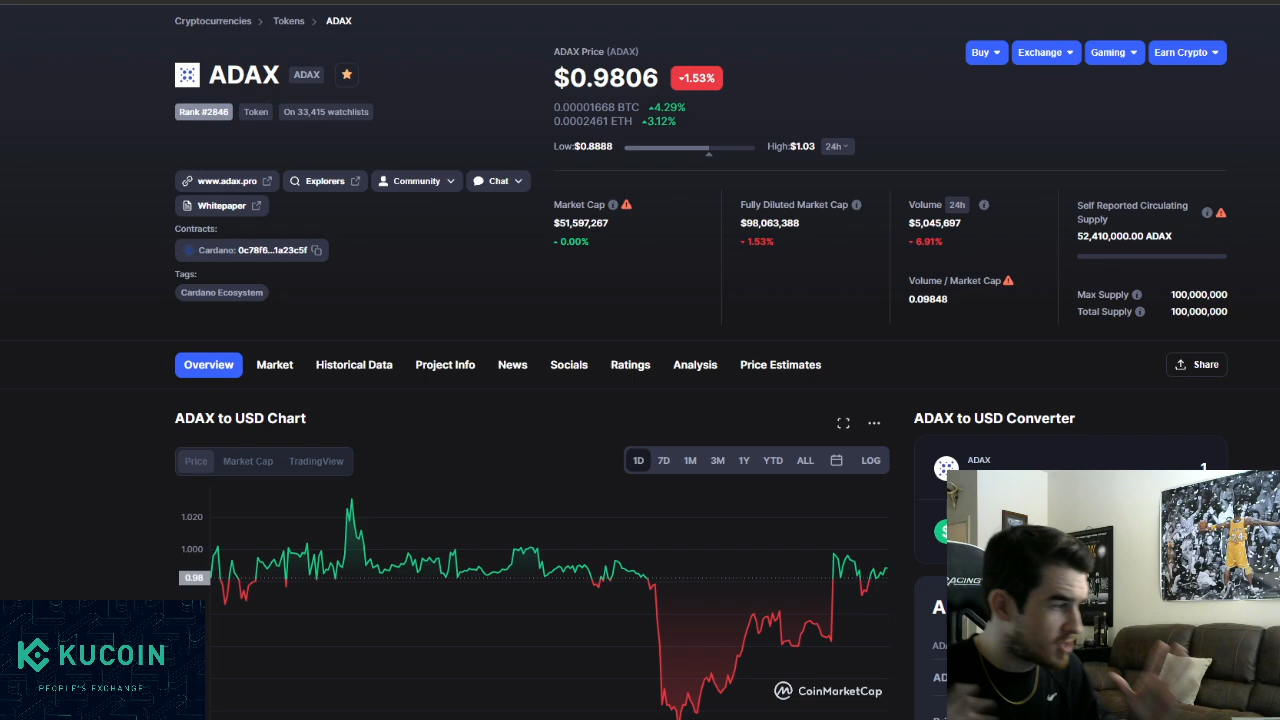 Cryptocurrencies > Tokens > ADAX
ADAX ADAX
Rank #2846 Token On 33,415 watchlists
www.adax.pro Explorers Community Chat
Whitepaper
Contracts:
Cardano: 0c78f6...1a23c5f
Tags:
Cardano Ecosystem
ADAX Price (ADAX)
$0.9806 1.53%
0.00001668 BTC 4.29%
0.0002461 ETH 3.12%
Low:$0.8888 High:$1.03 24h
Buy Exchange Gaming Earn Crypto
Market Cap
$51,597,267
- 0.00%
Fully Diluted Market Cap
$98,063,388
- 1.53%
Volume 24h
$5,045,697
- 6.91%
Volume / Market Cap
0.09848
Self Reported Circulating
Supply
52,410,000.00 ADAX
Max Supply 100,000,000
Total Supply 100,000,000
Overview Market Historical Data Project Info News Socials Ratings Analysis Price Estimates Share
ADAX to USD Chart
Price Market Cap TradingView
1D 7D 1M 3M 1Y YTD ALL LOG
1.020
1.000
0.98
CoinMarketCap
ADAX to USD Converter
ADAX
1
KUCOIN
PEOPLE'S EXCHANGE
24